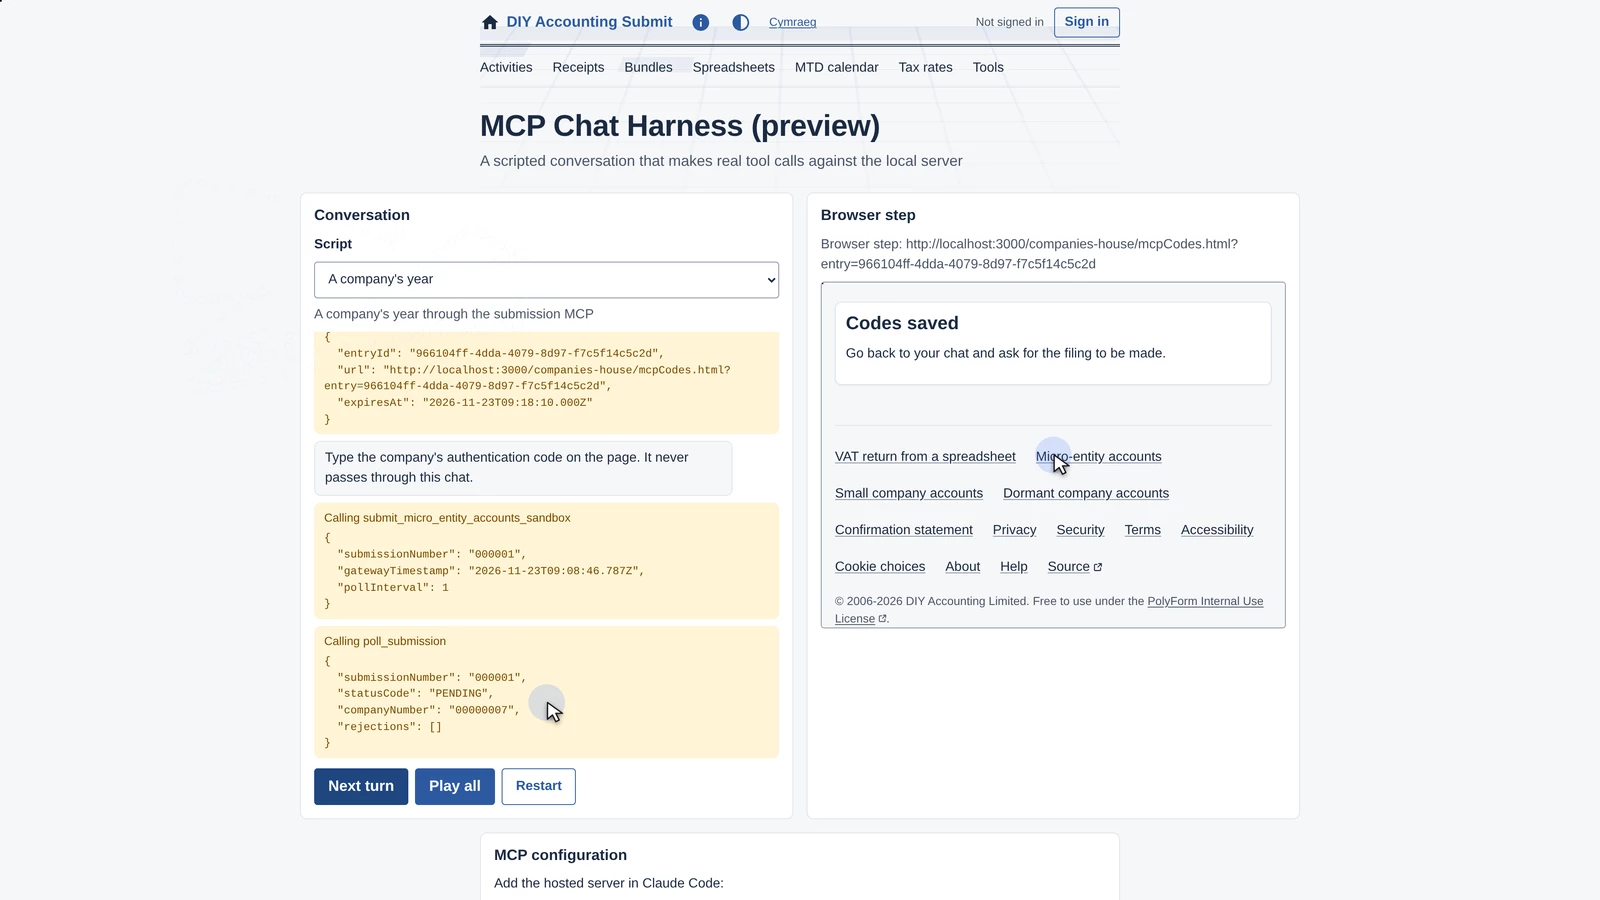 DIY Accounting Submit
Cymraeg
Not signed in
Sign in
Activities
Receipts
Bundles
Spreadsheets
MTD calendar
Tax rates
Tools
MCP Chat Harness (preview)
A scripted conversation that makes real tool calls against the local server
Conversation
Script
A company's year
A company's year through the submission MCP
{
"entryId": "966104ff-4dda-4079-8d97-f7c5f14c5c2d",
"url": "http://localhost:3000/companies-house/mcpCodes.html?
entry=966104ff-4dda-4079-8d97-f7c5f14c5c2d",
"expiresAt": "2026-11-23T09:18:10.000Z"
}
Type the company's authentication code on the page. It never
passes through this chat.
Calling submit_micro_entity_accounts_sandbox
{
"submissionNumber": "000001",
"gatewayTimestamp": "2026-11-23T09:08:46.787Z",
"pollInterval": 1
}
Calling poll_submission
{
"submissionNumber": "000001",
"statusCode": "PENDING",
"companyNumber": "00000007",
"rejections": []
}
Next turn
Play all
Restart
Browser step
Browser step: http://localhost:3000/companies-house/mcpCodes.html?
entry=966104ff-4dda-4079-8d97-f7c5f14c5c2d
Codes saved
Go back to your chat and ask for the filing to be made.
VAT return from a spreadsheet
Micro-entity accounts
Small company accounts
Dormant company accounts
Confirmation statement
Privacy
Security
Terms
Accessibility
Cookie choices
About
Help
Source
© 2006-2026 DIY Accounting Limited. Free to use under the PolyForm Internal Use
License.
MCP configuration
Add the hosted server in Claude Code: